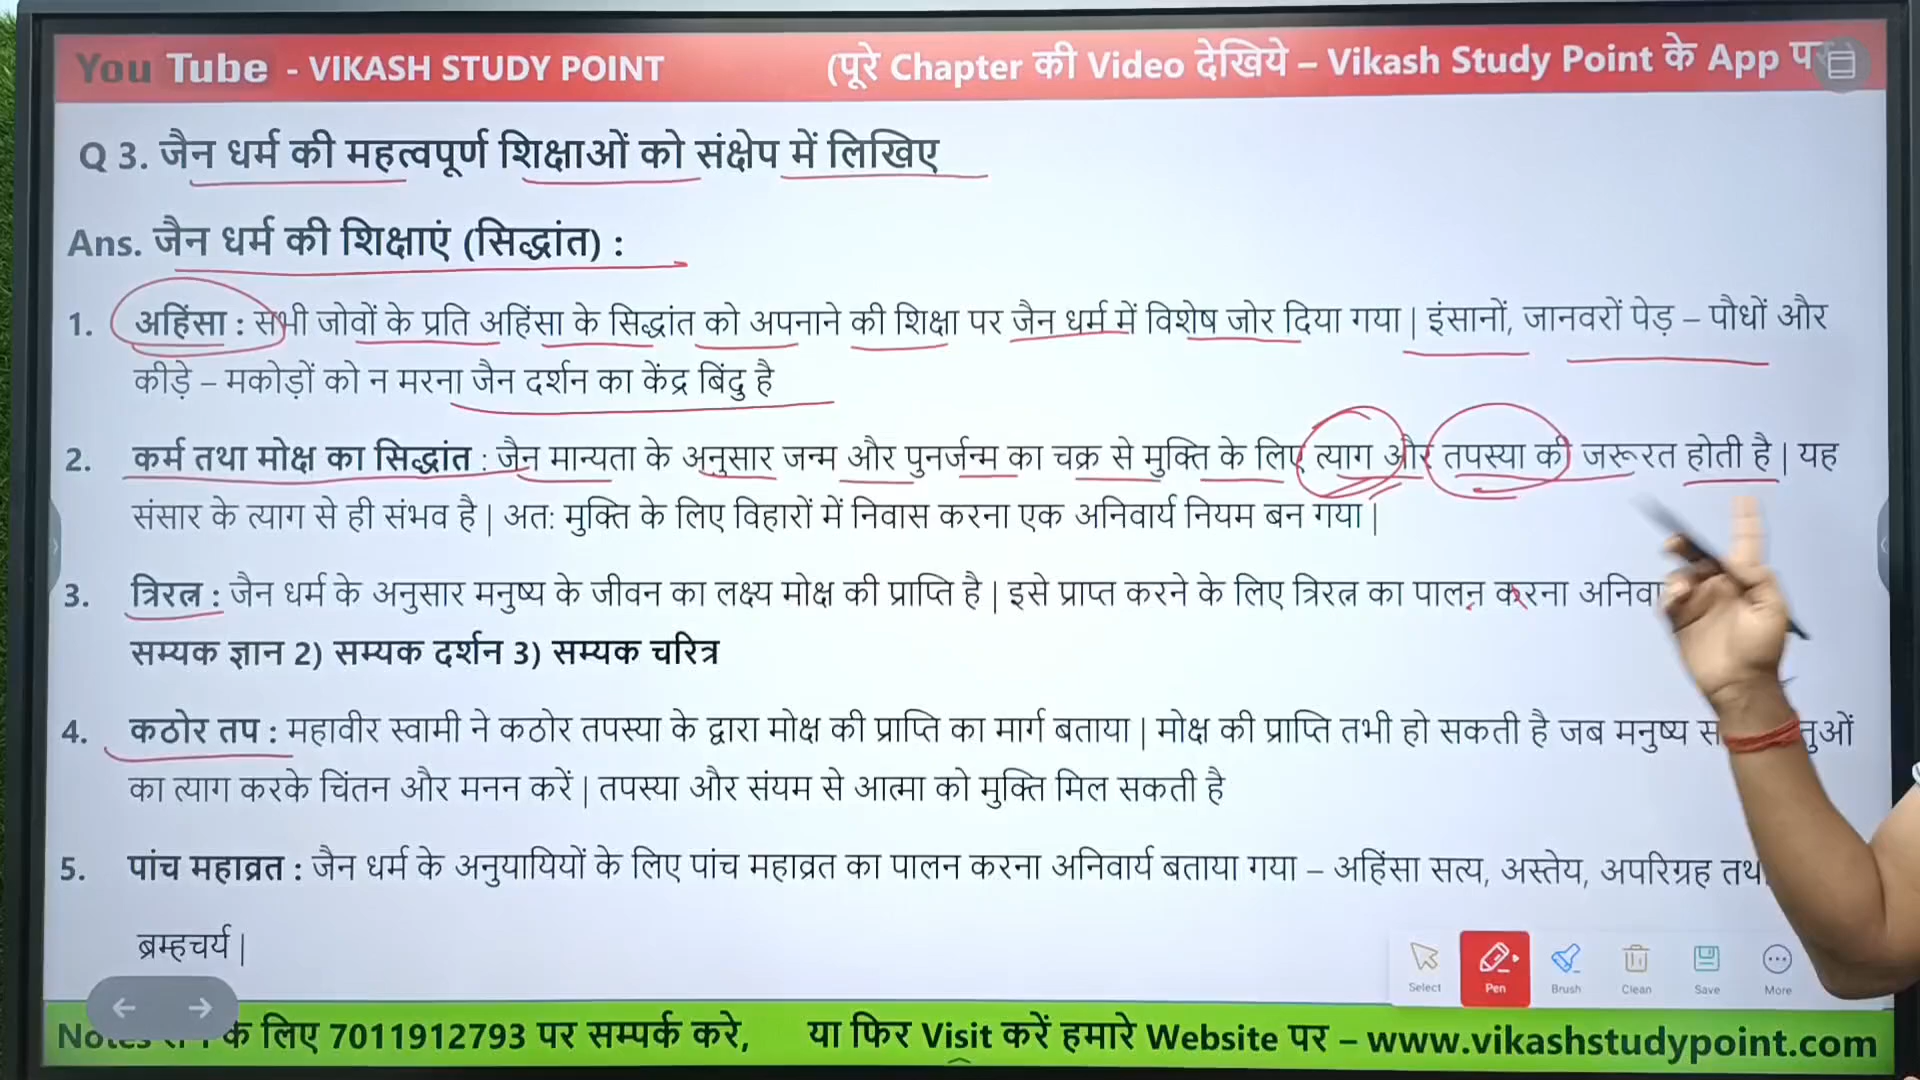 You Tube - VIKASH STUDY POINT (पूरे Chapter की Video देखिये – Vikash Study Point के App पर
Q 3. जैन धर्म की महत्वपूर्ण शिक्षाओं को संक्षेप में लिखिए
Ans. जैन धर्म की शिक्षाएं (सिद्धांत) :
1. अहिंसा : सभी जोवों के प्रति अहिंसा के सिद्धांत को अपनाने की शिक्षा पर जैन धर्म में विशेष जोर दिया गया | इंसानों, जानवरों पेड़ – पौधों और
कीड़े – मकोड़ों को न मरना जैन दर्शन का केंद्र बिंदु है
2. कर्म तथा मोक्ष का सिद्धांत : जैन मान्यता के अनुसार जन्म और पुनर्जन्म का चक्र से मुक्ति के लिए त्याग और तपस्या की जरूरत होती है | यह
संसार के त्याग से ही संभव है | अतः मुक्ति के लिए विहारों में निवास करना एक अनिवार्य नियम बन गया |
3. त्रिरत्न : जैन धर्म के अनुसार मनुष्य के जीवन का लक्ष्य मोक्ष की प्राप्ति है | इसे प्राप्त करने के लिए त्रिरत्न का पालन करना
सम्यक ज्ञान 2) सम्यक दर्शन 3) सम्यक चरित्र
4. कठोर तप : महावीर स्वामी ने कठोर तपस्या के द्वारा मोक्ष की प्राप्ति का मार्ग बताया | मोक्ष की प्राप्ति तभी हो सकती है जब मनुष्य
का त्याग करके चिंतन और मनन करें | तपस्या और संयम से आत्मा को मुक्ति मिल सकती है
5. पांच महाव्रत : जैन धर्म के अनुयायियों के लिए पांच महाव्रत का पालन करना अनिवार्य बताया गया – अहिंसा सत्य, अस्तेय, अपरिग्रह
ब्रम्हचर्य |
Select Pen Brush Clean Save More
के लिए 7011912793 पर सम्पर्क करे, या फिर Visit करें हमारे Website पर – www.vikashstudypoint.com